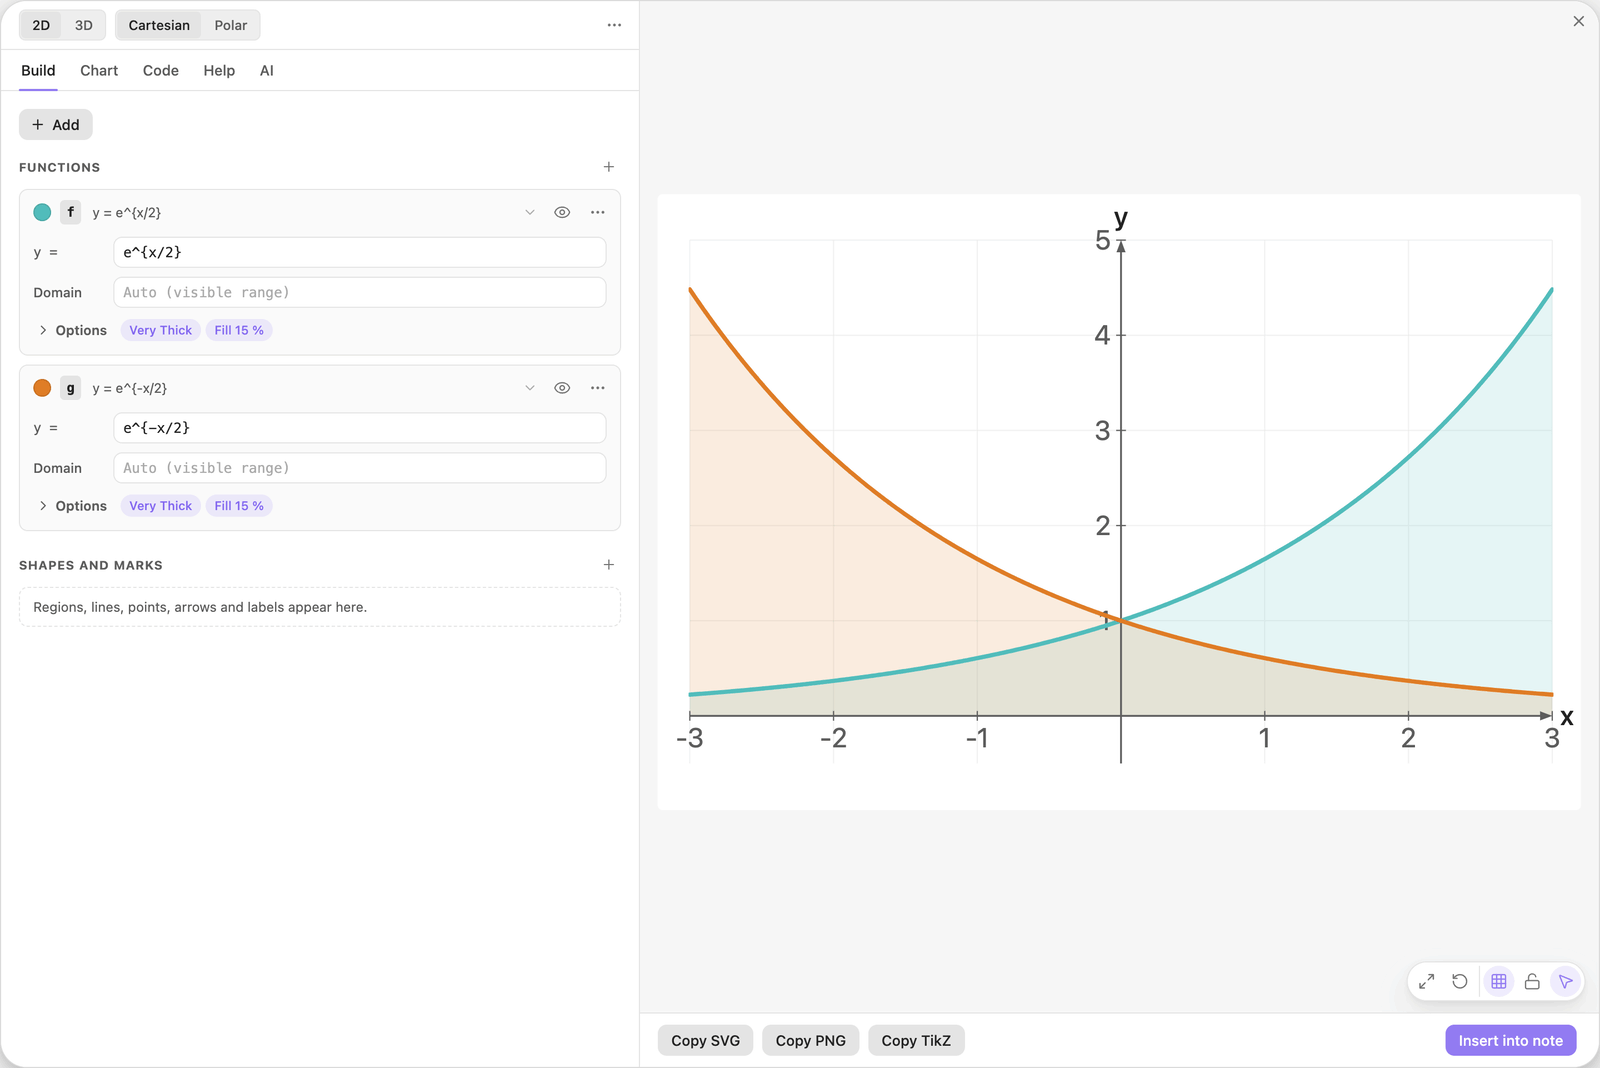 2D 3D Cartesian Polar
Build Chart Code Help AI
+ Add
FUNCTIONS
f y = e^{x/2}
y = e^{x/2}
Domain Auto (visible range)
Options Very Thick Fill 15 %
g y = e^{-x/2}
y = e^{−x/2}
Domain Auto (visible range)
Options Very Thick Fill 15 %
SHAPES AND MARKS
Regions, lines, points, arrows and labels appear here.
y
5
4
3
2
1
x
-3 -2 -1 1 2 3
Copy SVG Copy PNG Copy TikZ Insert into note